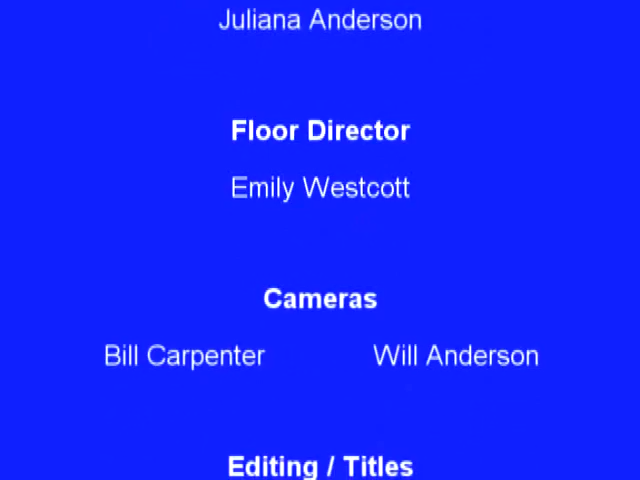 Juliana Anderson
Floor Director
Emily Westcott
Cameras
Bill Carpenter Will Anderson
Editing / Titles